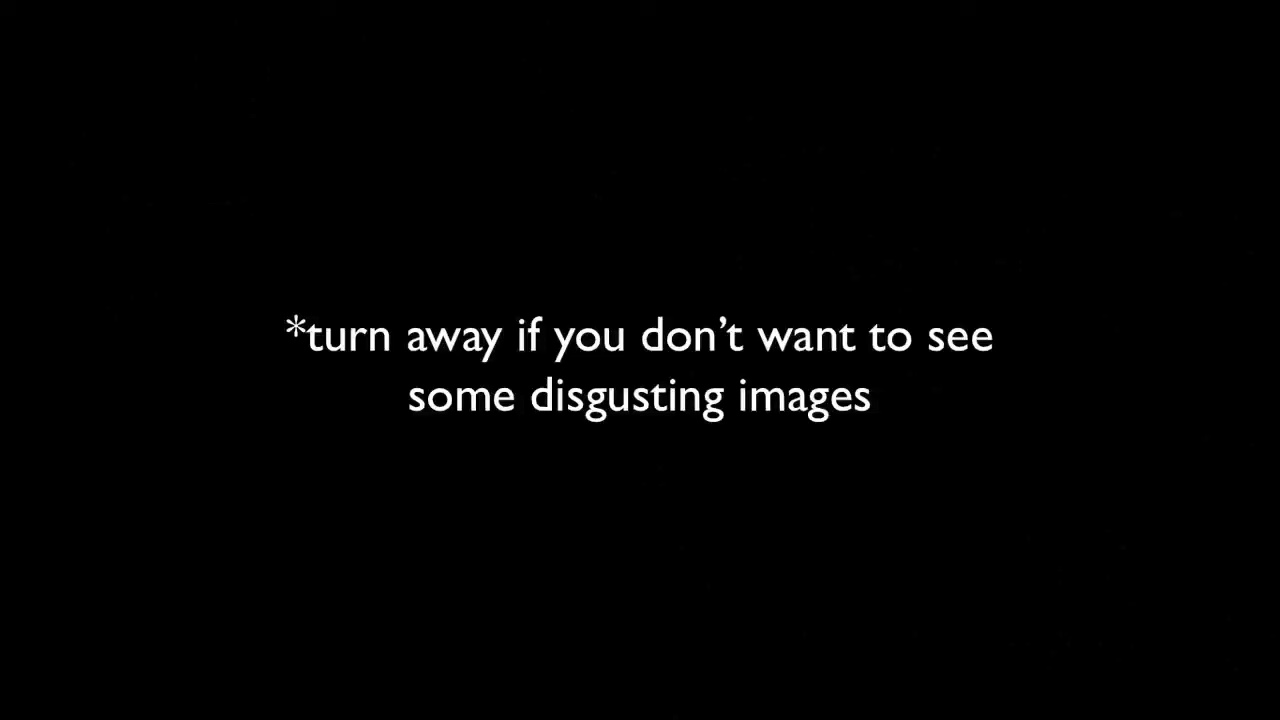 *turn away if you don’t want to see
some disgusting images